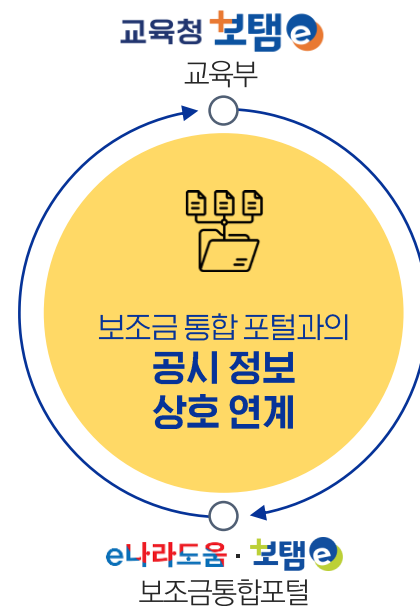 교육청 보탬e
교육부
보조금 통합 포털과의
공시 정보
상호 연계
e나라도움 · 보탬e
보조금통합포털